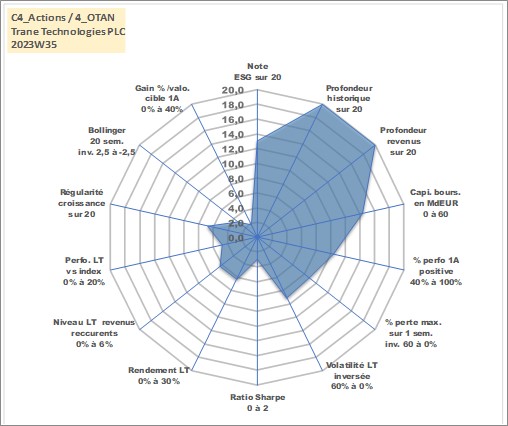 C4_Actions / 4_OTAN
Trane Technologies PLC
2023W35
Note
ESG sur 20
Profondeur
historique
sur 20
Profondeur
revenus
sur 20
Capi. bours.
en MdEUR
0 à 60
% perfo 1A
positive
40% à 100%
% perte max.
sur 1 sem.
inv. 60 à 0%
Volatilité LT
inversée
60% à 0%
Ratio Sharpe
0 à 2
Rendement LT
0% à 30%
Niveau LT revenus
reccurents
0% à 6%
Perfo. LT
vs index
0% à 20%
Régularité
croissance
sur 20
Bollinger
20 sem.
inv. 2,5 à -2,5
Gain % /valo.
cible 1A
0% à 40%
20,0
18,0
16,0
14,0
12,0
10,0
8,0
6,0
4,0
2,0
0,0